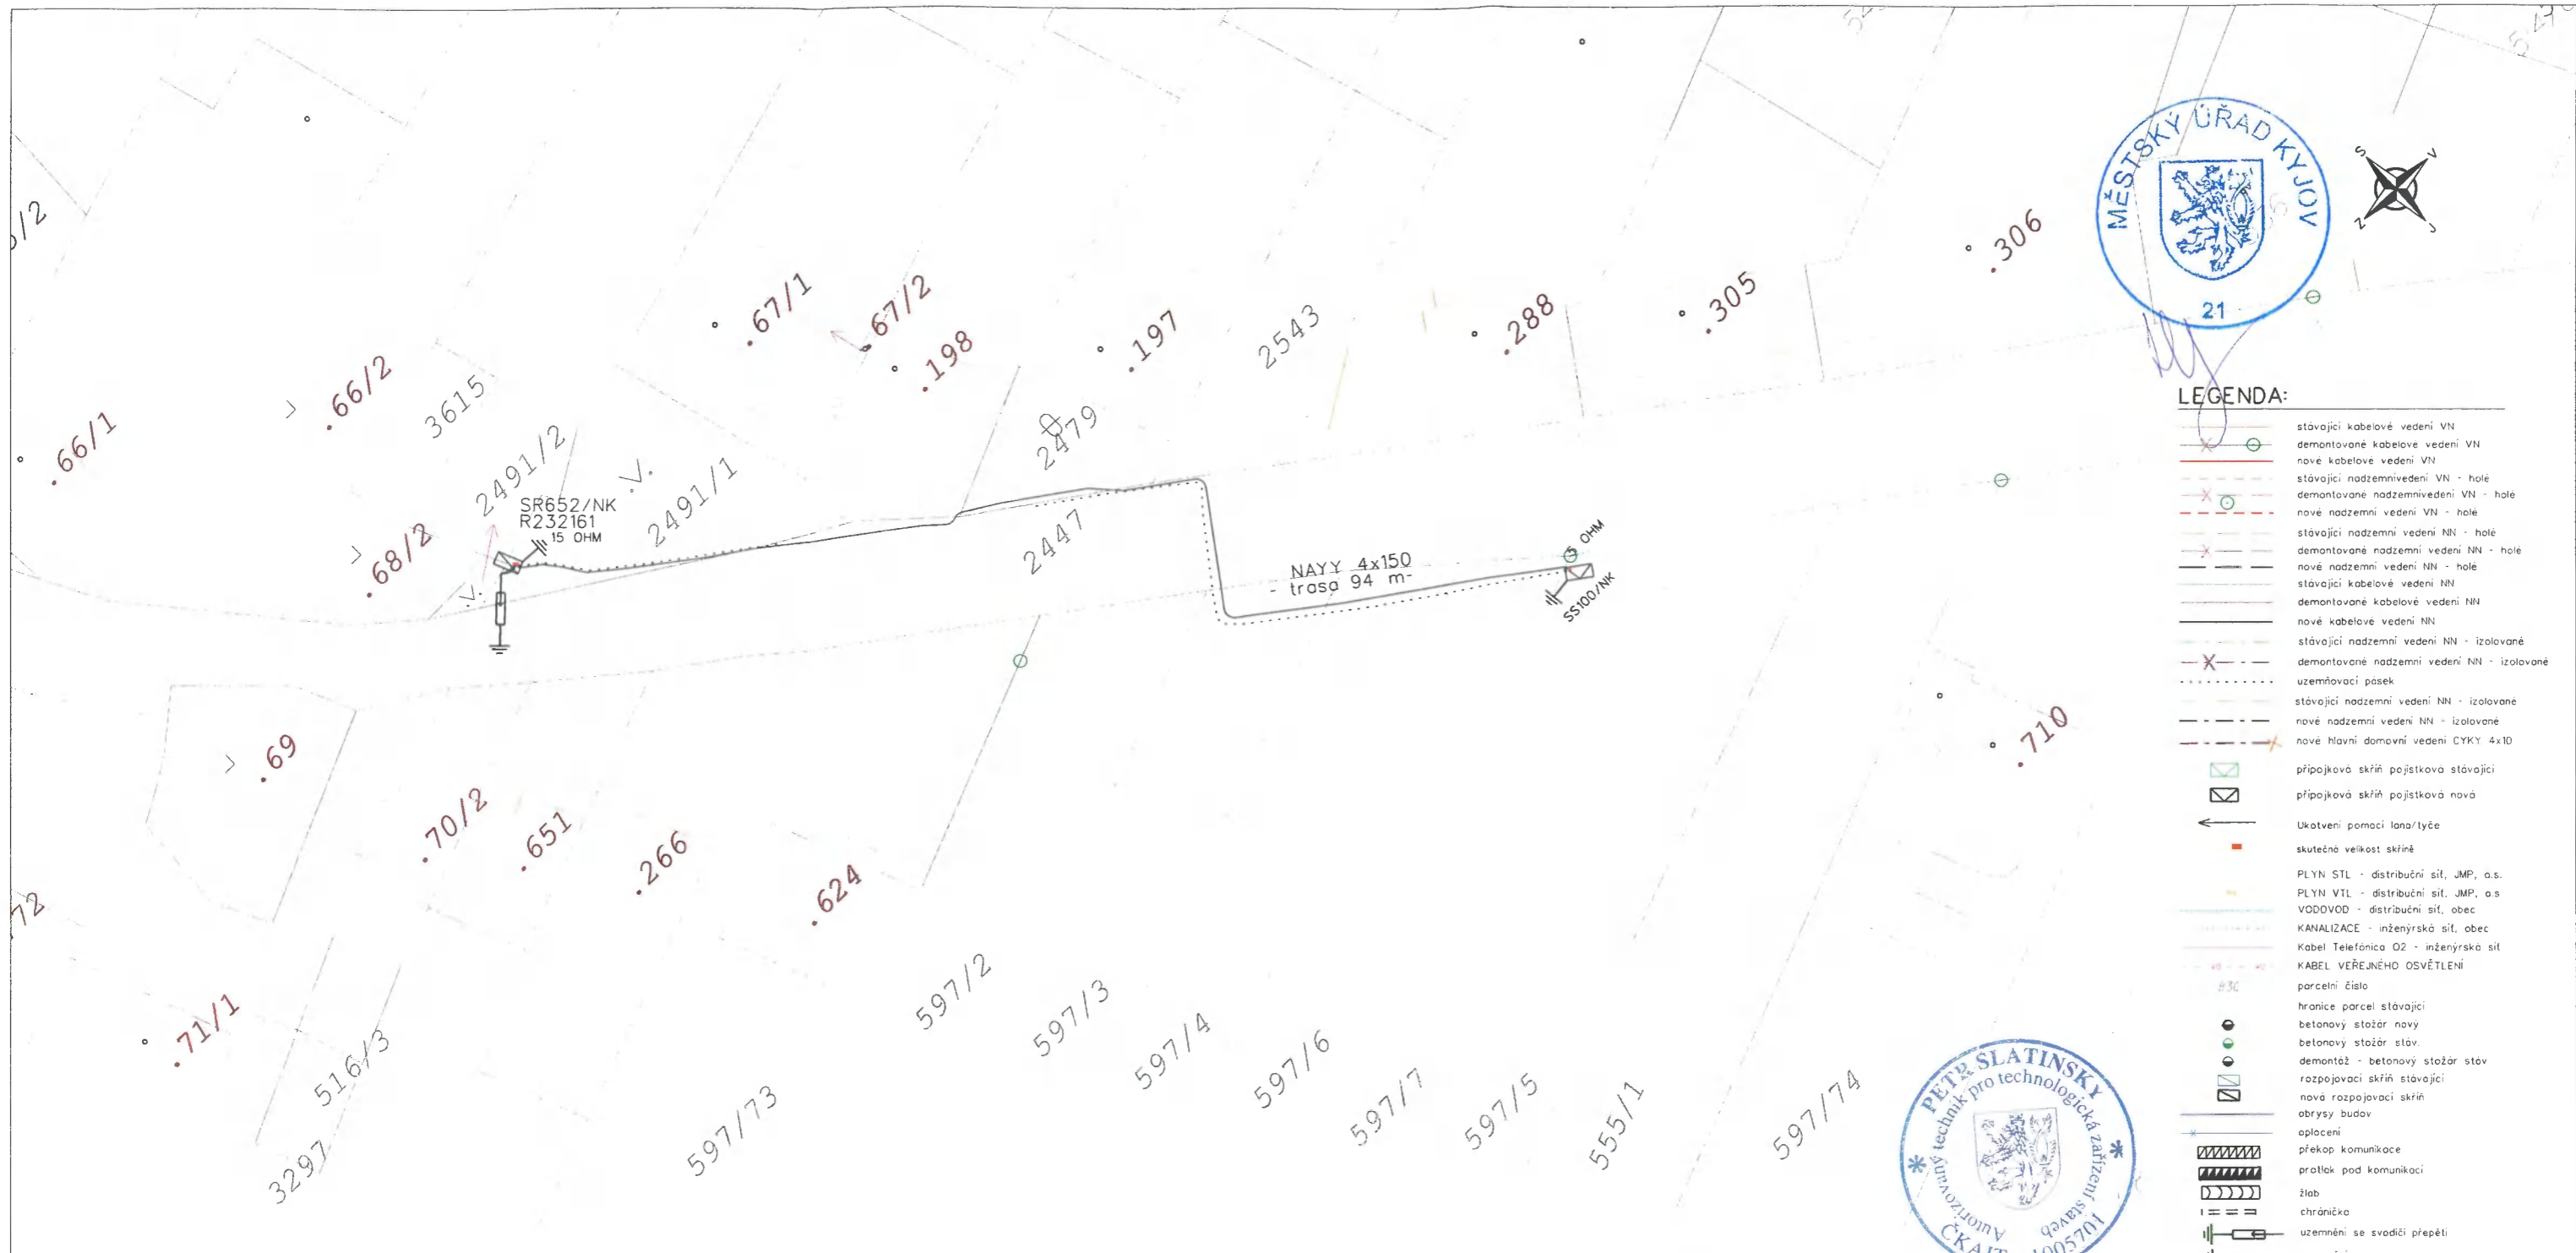 MĚSTSKÝ ÚŘAD KYJOV
21
S
V
Z
J
.306
.305
.288
2543
.197
.198
.67/2
.67/1
.66/2
.66/1
3615
2491/2
.V.
2491/1
2479
2447
.68/2
.V.
SR652/NK
R232161
15 OHM
NAYY 4x150
- trasa 94 m-
OHM
SS100/NK
.69
.70/2
.651
.266
.624
.710
72
.71/1
516/3
3297
597/73
597/2
597/3
597/4
597/6
597/7
597/5
555/1
597/74
LEGENDA:
stávající kabelové vedení VN
demontované kabelové vedení VN
nové kabelové vedení VN
stávající nadzemnívedení VN - holé
demontované nadzemnívedení VN - holé
nové nadzemní vedení VN - holé
stávající nadzemní vedení NN - holé
demontované nadzemní vedení NN - holé
nové nadzemní vedení NN - holé
stávající kabelové vedení NN
demontované kabelové vedení NN
nové kabelové vedení NN
stávající nadzemní vedení NN - izolované
demontované nadzemní vedení NN - izolované
uzemňovací pásek
stávající nadzemní vedení NN - izolované
nové nadzemní vedení NN - izolované
nové hlavní domovní vedení CYKY 4x10
přípojková skříň pojistková stávající
přípojková skříň pojistková nová
Ukotvení pomocí lana/tyče
skutečná velikost skříně
PLYN STL - distribuční síť, JMP, a.s.
PLYN VTL - distribuční síť, JMP, a.s
VODOVOD - distribuční síť, obec
KANALIZACE - inženýrská síť, obec
Kabel Telefónica O2 - inženýrská síť
KABEL VEŘEJNÉHO OSVĚTLENÍ
parcelní číslo
hranice parcel stávající
betonový stožár nový
betonový stožár stáv.
demontáž - betonový stožár stáv
rozpojovací skříň stávající
nová rozpojovací skříň
obrysy budov
oplocení
překop komunikace
protlak pod komunikací
žlab
chránička
uzemnění se svodiči přepětí
PETR SLATINSKÝ
Autorizovaný technik pro technologická zařízení staveb
ČKAIT